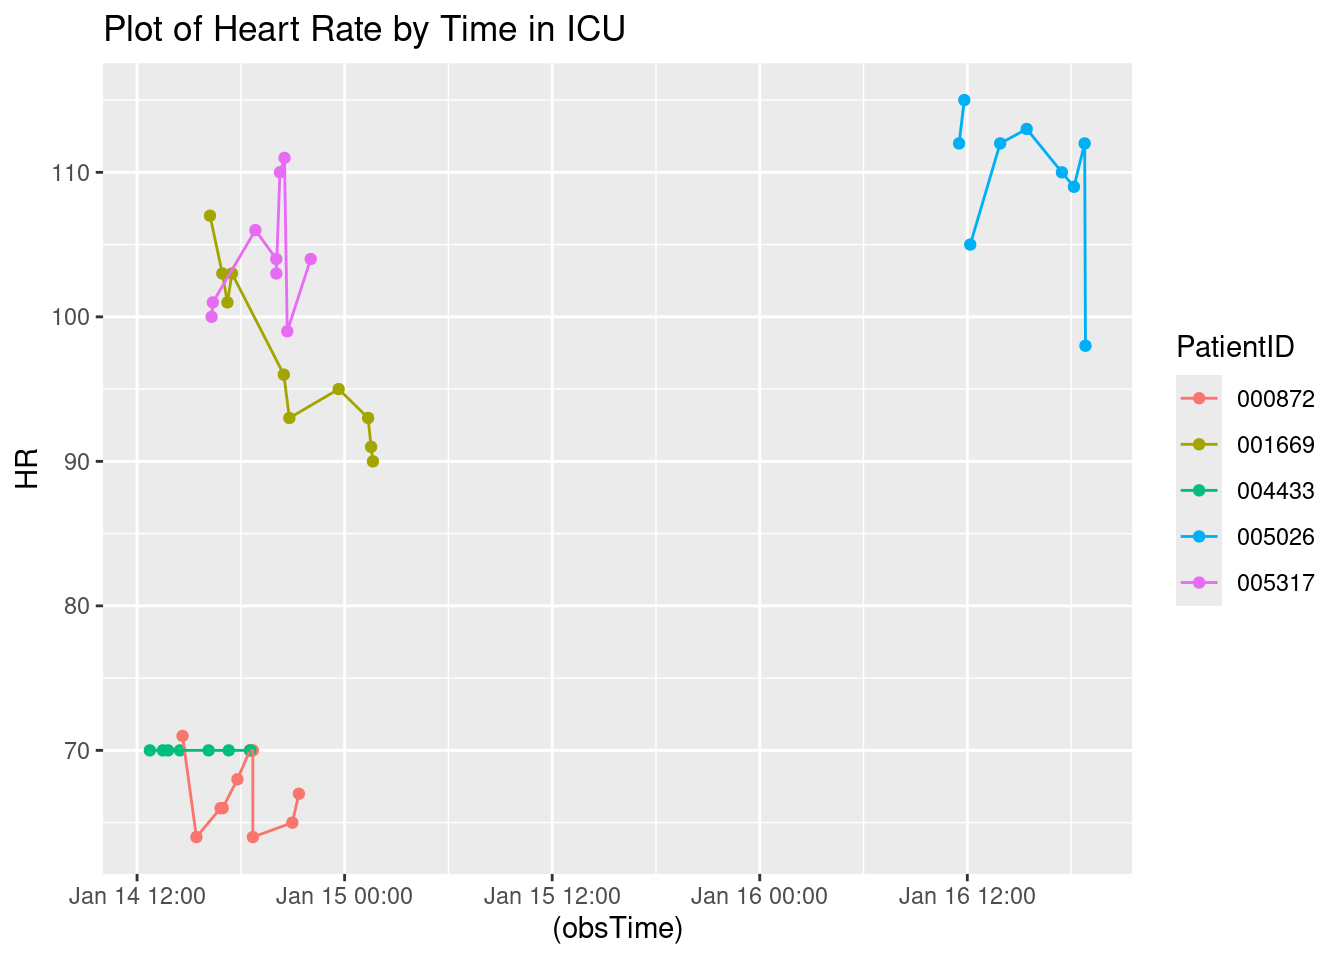 Plot of Heart Rate by Time in ICU
110
100
90
80
70
HR
Jan 14 12:00
Jan 15 00:00
Jan 15 12:00
Jan 16 00:00
Jan 16 12:00
(obsTime)
PatientID
000872
001669
004433
005026
005317